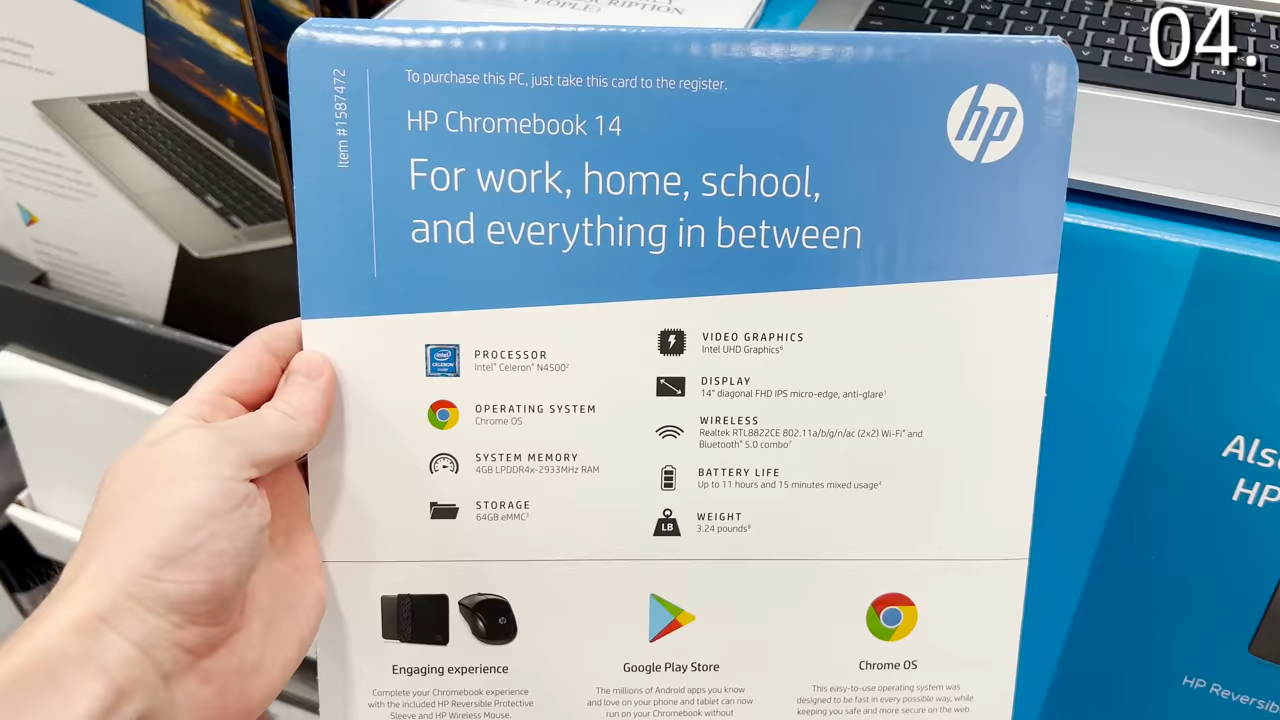 04.
RIPTION
To purchase this PC, just take this card to the register.
Item #1587472
HP Chromebook 14
hp
For work, home, school,
and everything in between
PROCESSOR
Intel® Celeron® N4500²
OPERATING SYSTEM
Chrome OS
SYSTEM MEMORY
4GB LPDDR4x-2933MHz RAM
STORAGE
64GB eMMC³
VIDEO GRAPHICS
Intel UHD Graphics⁶
DISPLAY
14" diagonal FHD IPS micro-edge, anti-glare¹
WIRELESS
Realtek RTL8822CE 802.11a/b/g/n/ac (2x2) Wi-Fi® and
Bluetooth® 5.0 combo⁷
BATTERY LIFE
Up to 11 hours and 15 minutes mixed usage⁴
LB
WEIGHT
3.24 pounds⁸
Engaging experience
Complete your Chromebook experience
with the included HP Reversible Protective
Sleeve and HP Wireless Mouse.
Google Play Store
The millions of Android apps you know
and love on your phone and tablet can now
run on your Chromebook without
Chrome OS
This easy-to-use operating system was
designed to be fast in every possible way, while
keeping you safe and more secure on the web.
Als
HP
HP Reversib